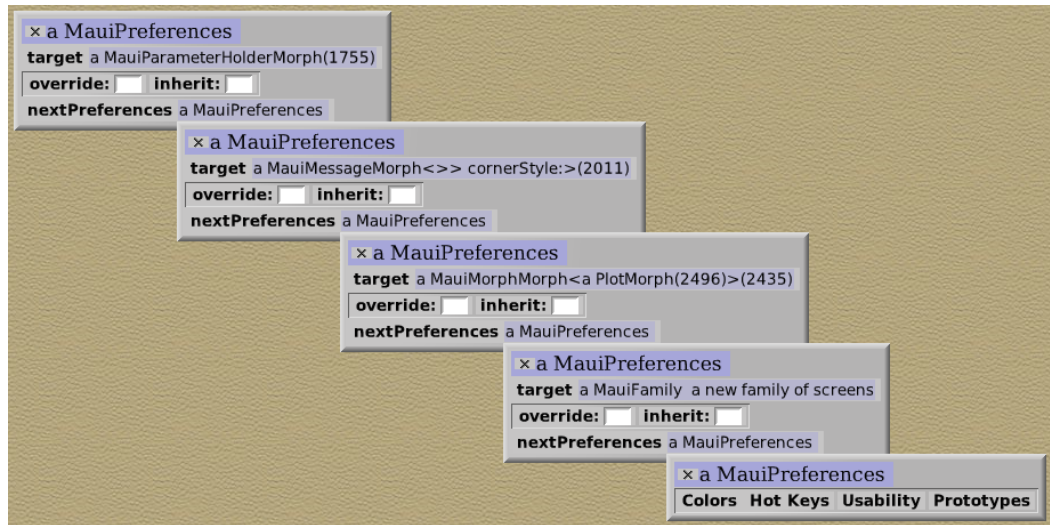 × a MauiPreferences
target a MauiParameterHolderMorph(1755)
override: inherit:
nextPreferences a MauiPreferences
× a MauiPreferences
target a MauiMessageMorph<>> cornerStyle:>(2011)
override: inherit:
nextPreferences a MauiPreferences
× a MauiPreferences
target a MauiMorphMorph<a PlotMorph(2496)>(2435)
override: inherit:
nextPreferences a MauiPreferences
× a MauiPreferences
target a MauiFamily a new family of screens
override: inherit:
nextPreferences a MauiPreferences
× a MauiPreferences
Colors Hot Keys Usability Prototypes